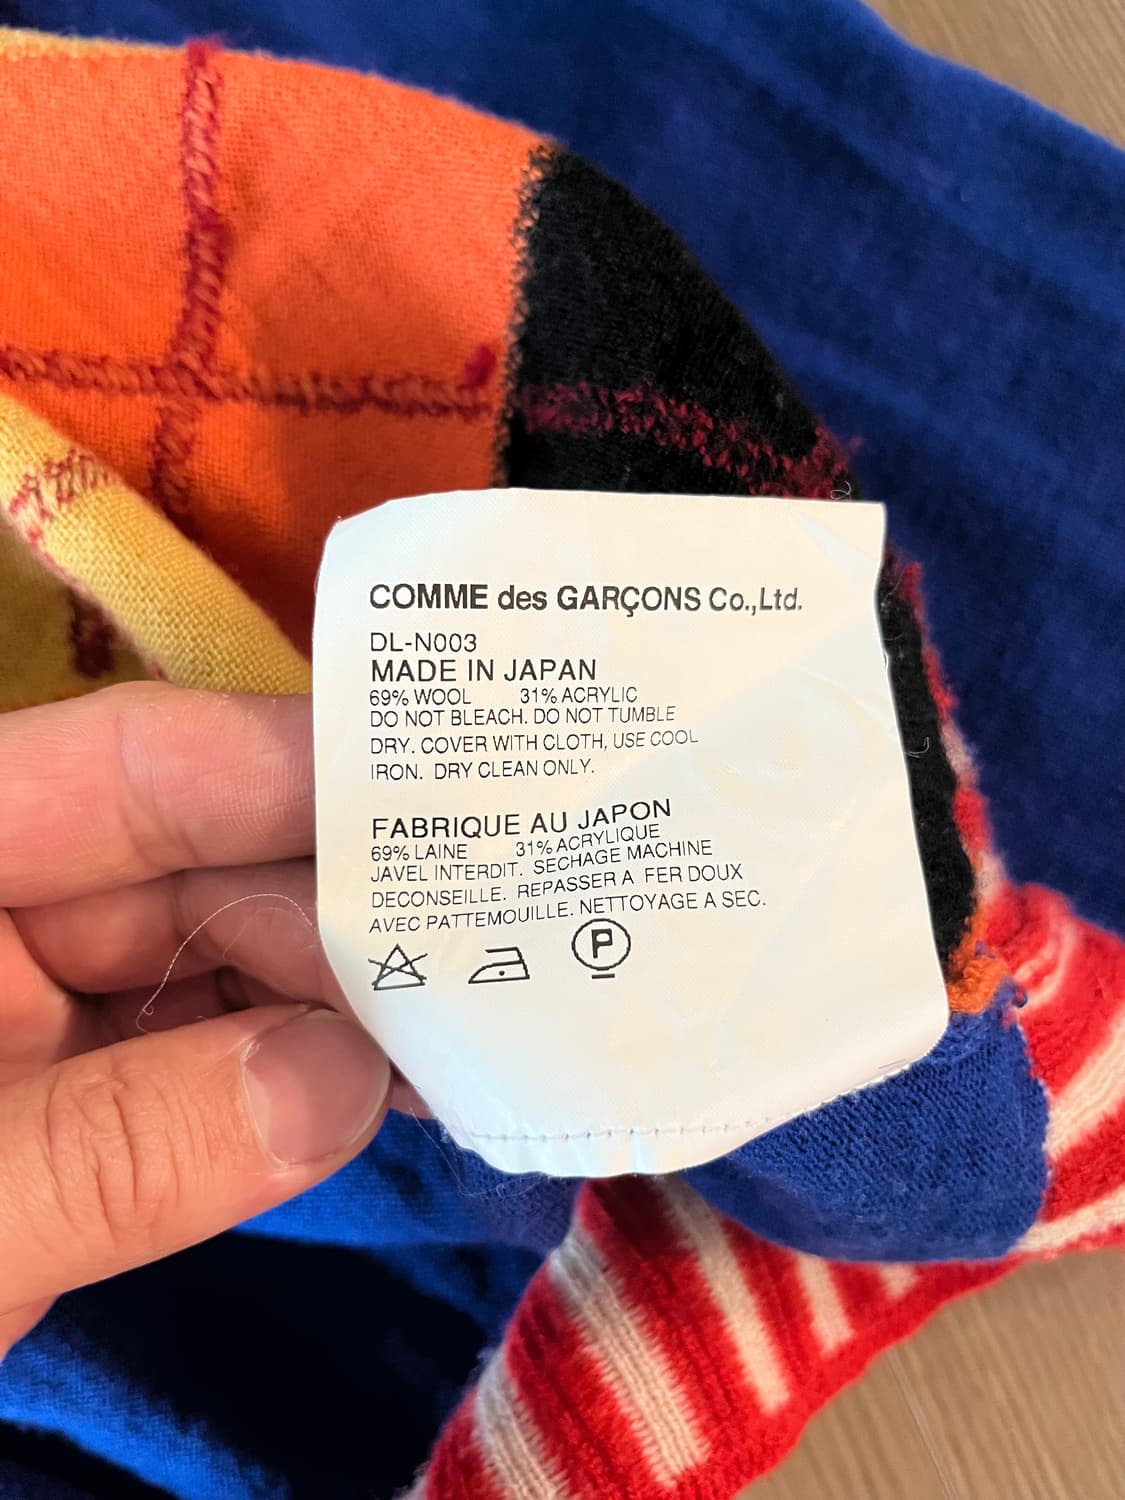 COMME des GARÇONS Co.,Ltd.
DL-N003
MADE IN JAPAN
69% WOOL 31% ACRYLIC
DO NOT BLEACH. DO NOT TUMBLE
DRY. COVER WITH CLOTH, USE COOL
IRON. DRY CLEAN ONLY.
FABRIQUE AU JAPON
69% LAINE 31% ACRYLIQUE
JAVEL INTERDIT. SECHAGE MACHINE
DECONSEILLE. REPASSER A FER DOUX
AVEC PATTEMOUILLE. NETTOYAGE A SEC.
P